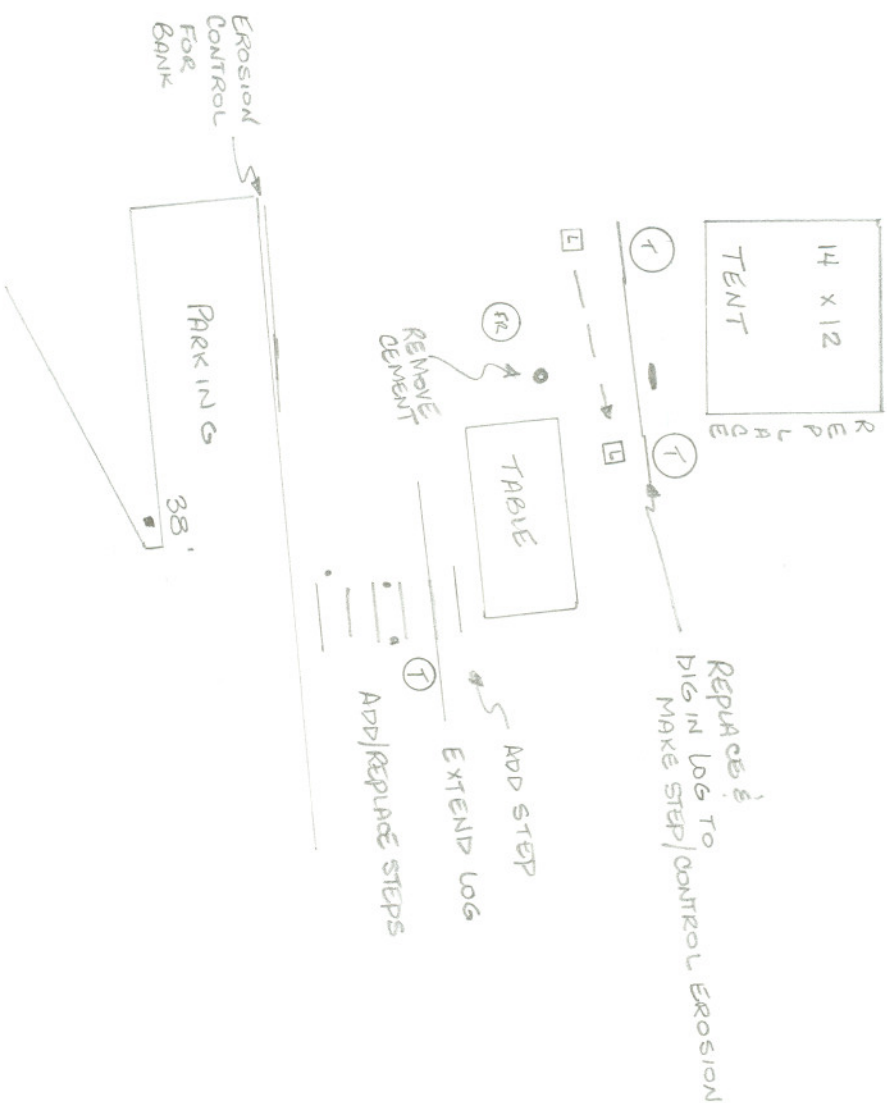 14 x 12
TENT
REPLACE
T
T
L
L
FR
REMOVE
CEMENT
TABLE
REPLACE &
DIG IN LOG TO
MAKE STEP/CONTROL EROSION
ADD STEP
EXTEND LOG
T
ADD/REPLACE STEPS
EROSION
CONTROL
FOR
BANK
PARKING
38'